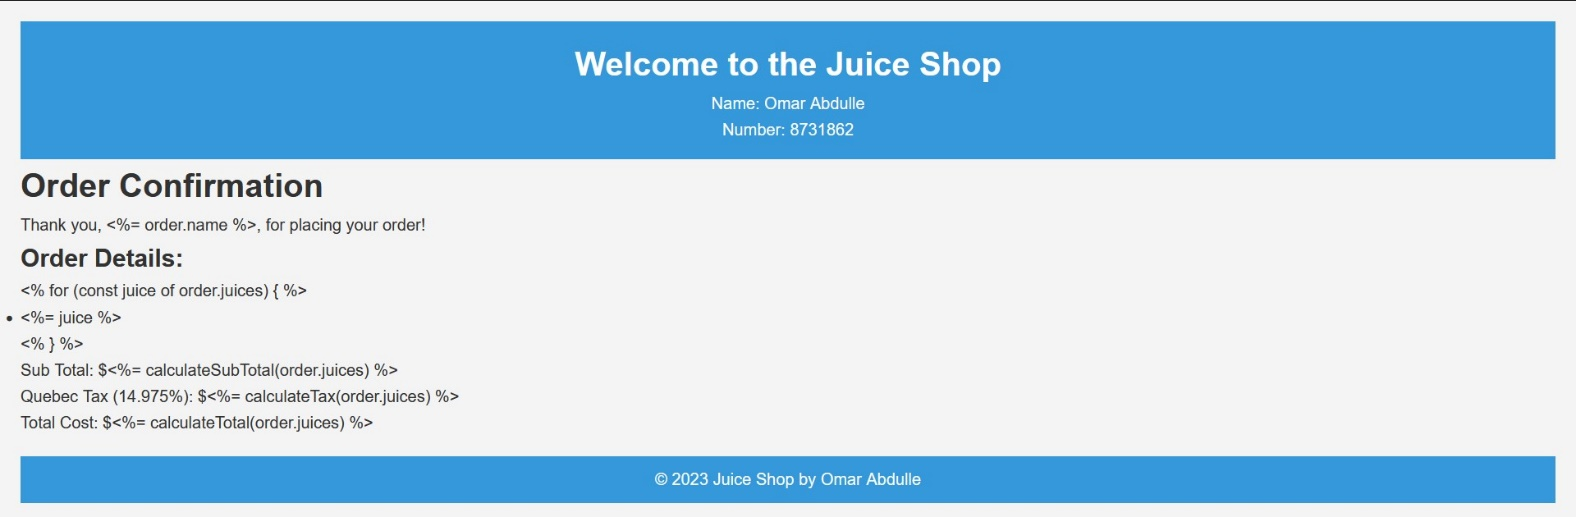 Welcome to the Juice Shop
Name: Omar Abdulle
Number: 8731862
Order Confirmation
Thank you, <%= order.name %>, for placing your order!
Order Details:
<% for (const juice of order.juices) { %>
• <%= juice %>
<% } %>
Sub Total: $<%= calculateSubTotal(order.juices) %>
Quebec Tax (14.975%): $<%= calculateTax(order.juices) %>
Total Cost: $<%= calculateTotal(order.juices) %>
© 2023 Juice Shop by Omar Abdulle